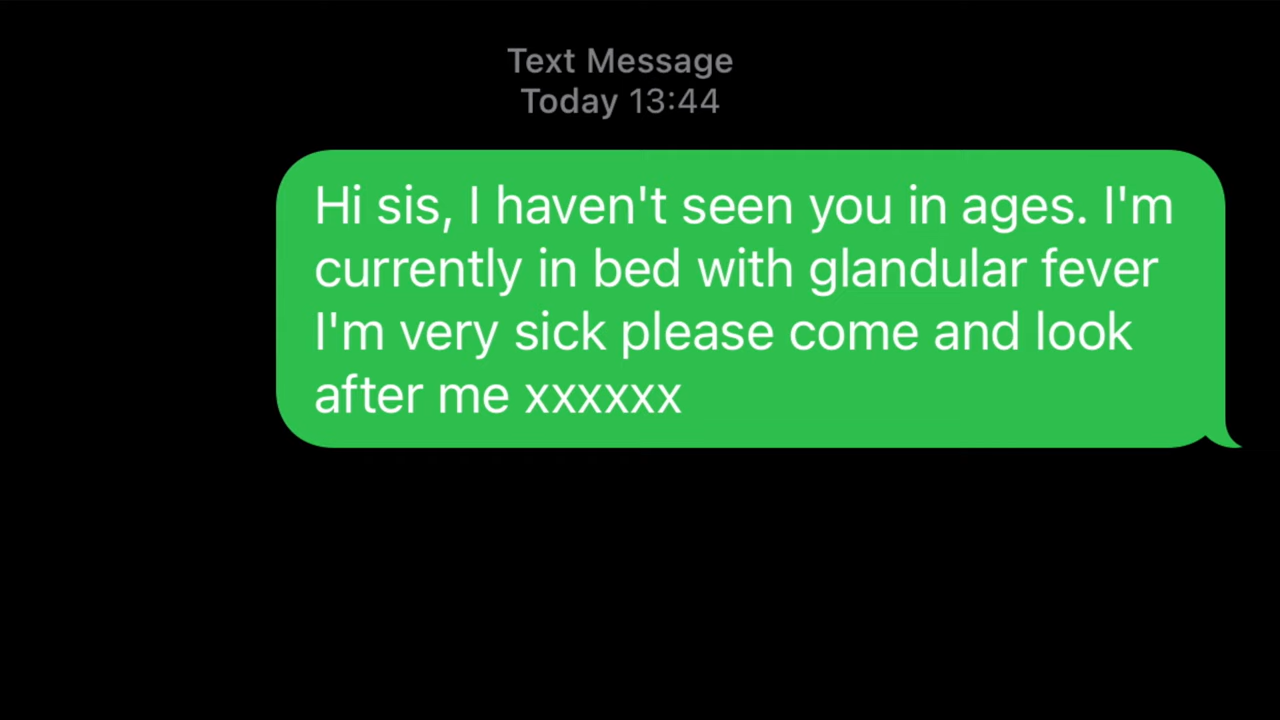 Text Message
Today 13:44
Hi sis, I haven't seen you in ages. I'm
currently in bed with glandular fever
I'm very sick please come and look
after me xxxxxx